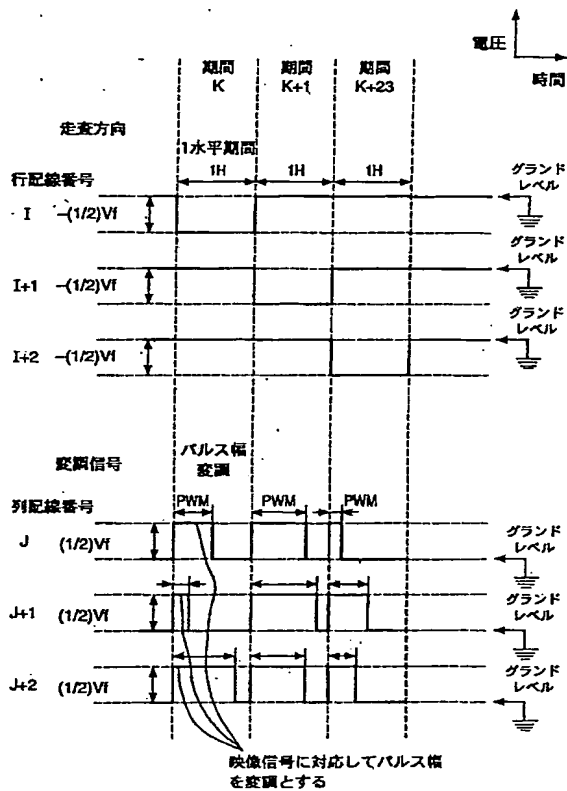 電圧
時間
期間 期間 期間
K K+1 K+23
走査方向
1水平期間
1H 1H 1H
グランド
レベル
行配線番号
I -(1/2)Vf
グランド
レベル
I+1 -(1/2)Vf
グランド
レベル
I+2 -(1/2)Vf
パルス幅
変調
変調信号
PWM PWM PWM
列配線番号
J (1/2)Vf
グランド
レベル
J+1 (1/2)Vf
グランド
レベル
J+2 (1/2)Vf
グランド
レベル
映像信号に対応してパルス幅
を変調とする